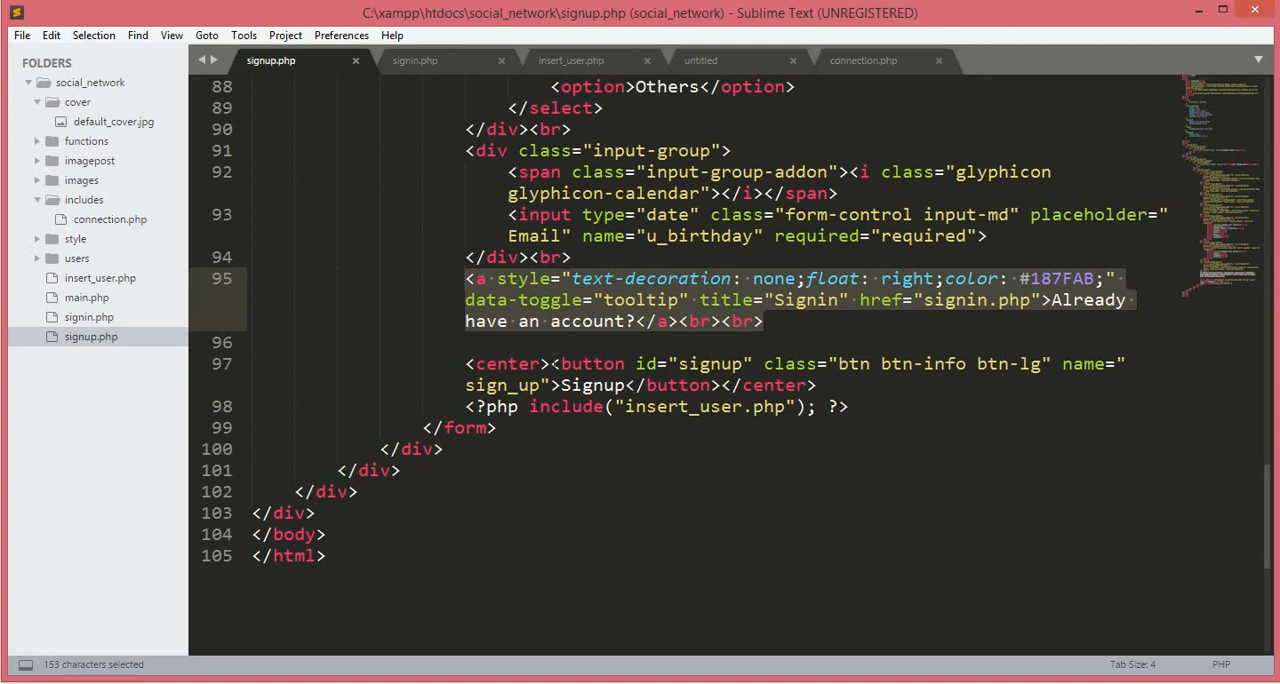 C:\xampp\htdocs\social_network\signup.php (social_network) - Sublime Text (UNREGISTERED)
File Edit Selection View Find Goto Tools Project Preferences Help
FOLDERS
social_network
cover
default_cover.jpg
functions
imagepost
images
includes
connection.php
style
users
insert_user.php
main.php
signin.php
signup.php
signup.php signin.php insert_user.php untitled connection.php
88 <option>Others</option>
89 </select>
90 </div><br>
91 <div class="input-group">
92 <span class="input-group-addon"><i class="glyphicon
glyphicon-calendar"></i></span>
93 <input type="date" class="form-control input-md" placeholder="
Email" name="u_birthday" required="required">
94 </div><br>
95 <a style="text-decoration: none;float: right;color: #187FAB;"
data-toggle="tooltip" title="Signin" href="signin.php">Already
have an account?</a><br><br>
96
97 <center><button id="signup" class="btn btn-info btn-lg" name="
sign_up">Signup</button></center>
98 <?php include("insert_user.php"); ?>
99 </form>
100 </div>
101 </div>
102 </div>
103 </div>
104 </body>
105 </html>
153 characters selected
Tab Size: 4
PHP